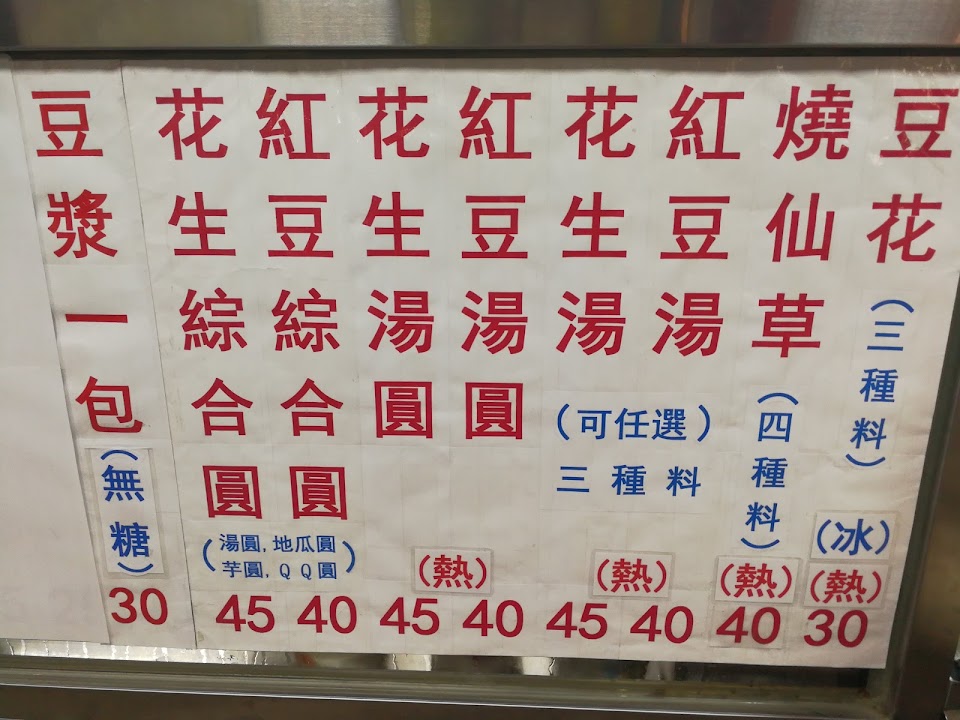 豆花
(三種料)
(冰)
(熱)
30
燒仙草
(四種料)
(熱)
40
紅豆湯
40
花生湯
45
(可任選)
三種料
(熱)
紅豆湯圓
40
花生湯圓
45
(熱)
紅豆綜合圓
40
花生綜合圓
45
(湯圓,地瓜圓
芋圓,QQ圓)
豆漿一包
(無糖)
30